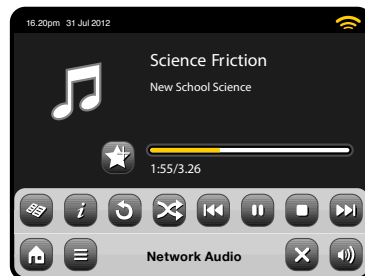 16.20pm 31 Jul 2012
Science Friction
New School Science
1:55/3.26
i
Network Audio